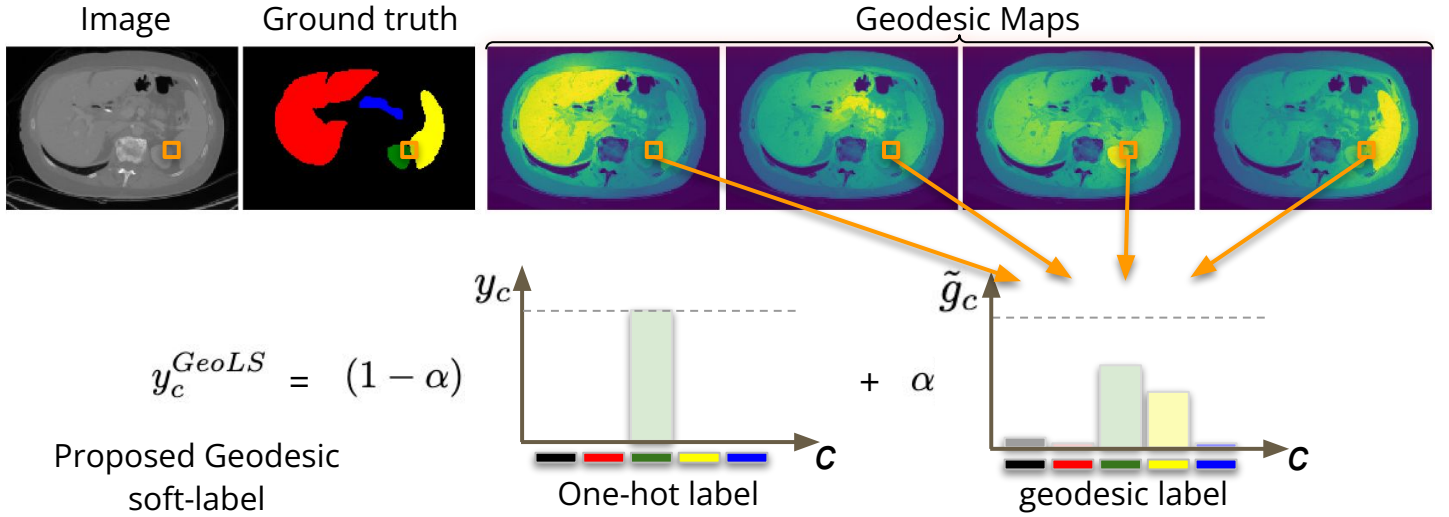 Image
Ground truth
Geodesic Maps
y_c
g̃_c
y_c^{GeoLS} = (1 − α)
+ α
c
c
Proposed Geodesic
soft-label
One-hot label
geodesic label